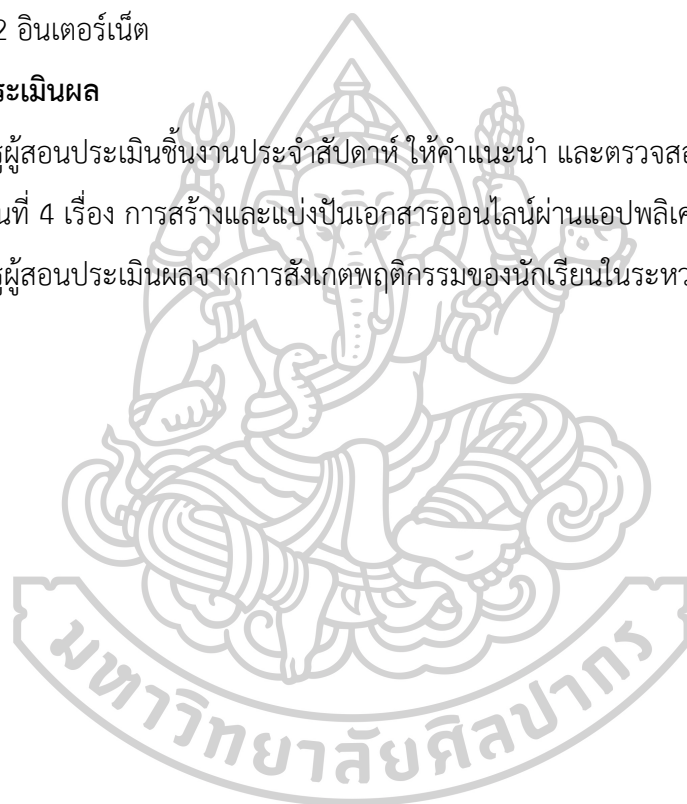 2 อินเตอร์เน็ต
ระเมินผล
ผู้สอนประเมินชิ้นงานประจำสัปดาห์ ให้คำแนะนำ และตรวจสอ
นที่ 4 เรื่อง การสร้างและแบ่งปันเอกสารออนไลน์ผ่านแอปพลิเค
ผู้สอนประเมินผลจากการสังเกตพฤติกรรมของนักเรียนในระหว
มหาวิทยาลัยศิลปากร